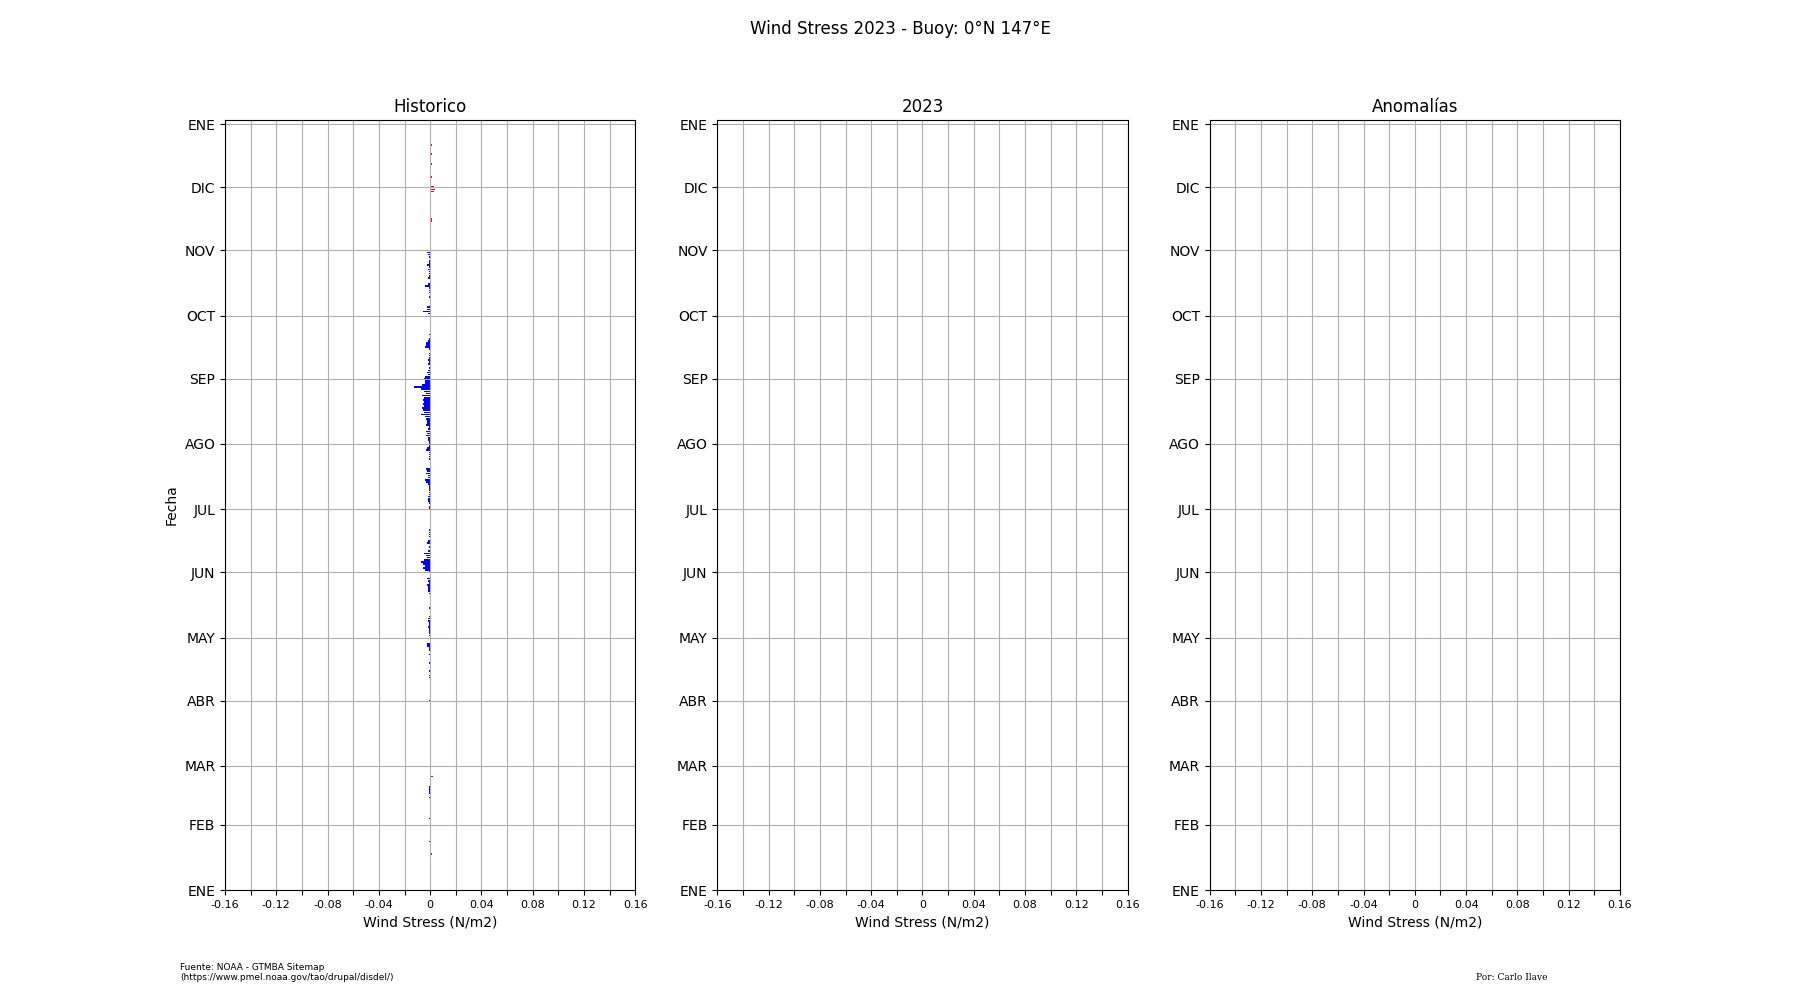 Wind Stress 2023 - Buoy: 0°N 147°E
Historico
2023
Anomalías
ENE
DIC
NOV
OCT
SEP
AGO
JUL
JUN
MAY
ABR
MAR
FEB
ENE
Fecha
-0.16 -0.12 -0.08 -0.04 0 0.04 0.08 0.12 0.16
Wind Stress (N/m2)
ENE
DIC
NOV
OCT
SEP
AGO
JUL
JUN
MAY
ABR
MAR
FEB
ENE
-0.16 -0.12 -0.08 -0.04 0 0.04 0.08 0.12 0.16
Wind Stress (N/m2)
ENE
DIC
NOV
OCT
SEP
AGO
JUL
JUN
MAY
ABR
MAR
FEB
ENE
-0.16 -0.12 -0.08 -0.04 0 0.04 0.08 0.12 0.16
Wind Stress (N/m2)
Fuente: NOAA - GTMBA Sitemap
(https://www.pmel.noaa.gov/tao/drupal/disdel/)
Por: Carlo Ilave